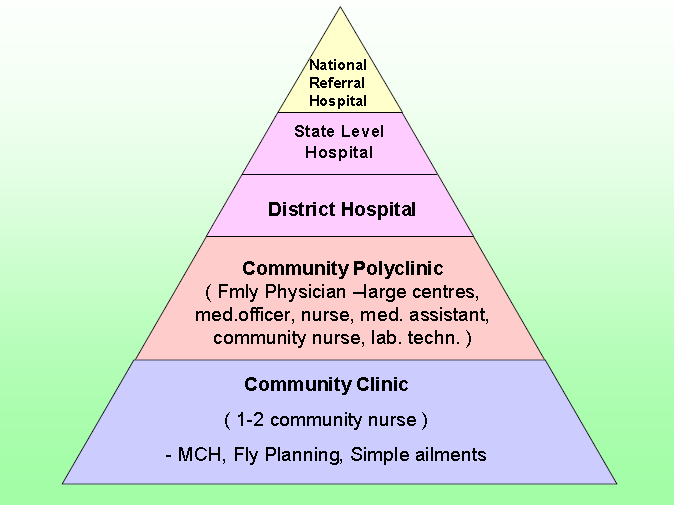 National
Referral
Hospital
State Level
Hospital
District Hospital
Community Polyclinic
( Fmly Physician –large centres,
med.officer, nurse, med. assistant,
community nurse, lab. techn. )
Community Clinic
( 1-2 community nurse )
- MCH, Fly Planning, Simple ailments